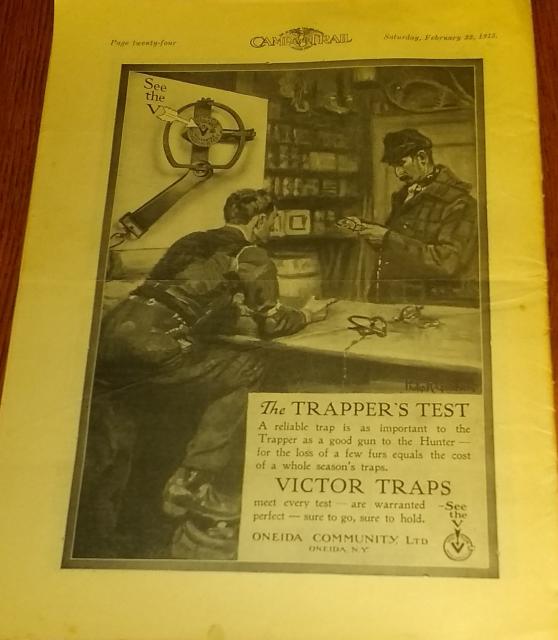 Page twenty-four
CAMP AND TRAIL
Saturday, February 22, 1913.
See
the
V
The TRAPPER'S TEST
A reliable trap is as important to the
Trapper as a good gun to the Hunter —
for the loss of a few furs equals the cost
of a whole season's traps.
VICTOR TRAPS
meet every test — are warranted
perfect — sure to go, sure to hold.
See
the
V
V
ONEIDA COMMUNITY, LTD
ONEIDA, N.Y.